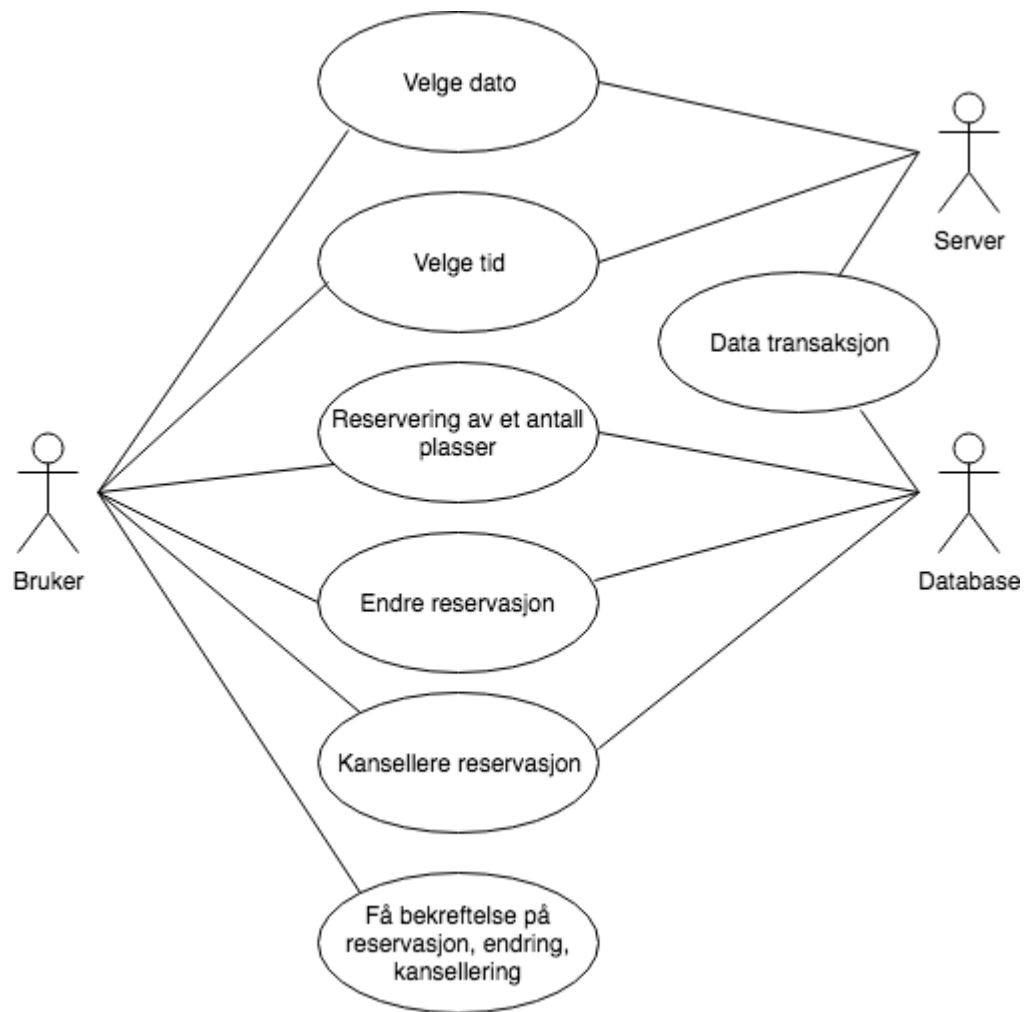 Velge dato
Server
Velge tid
Data transaksjon
Reservering av et antall
plasser
Bruker
Database
Endre reservasjon
Kansellere reservasjon
Få bekreftelse på
reservasjon, endring,
kansellering